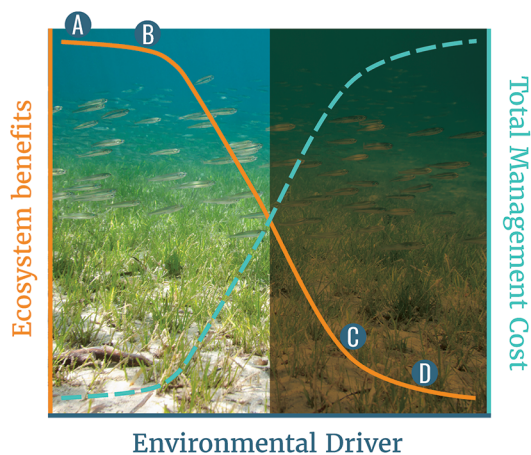 A
B
Ecosystem benefits
Total Management Cost
C
D
Environmental Driver